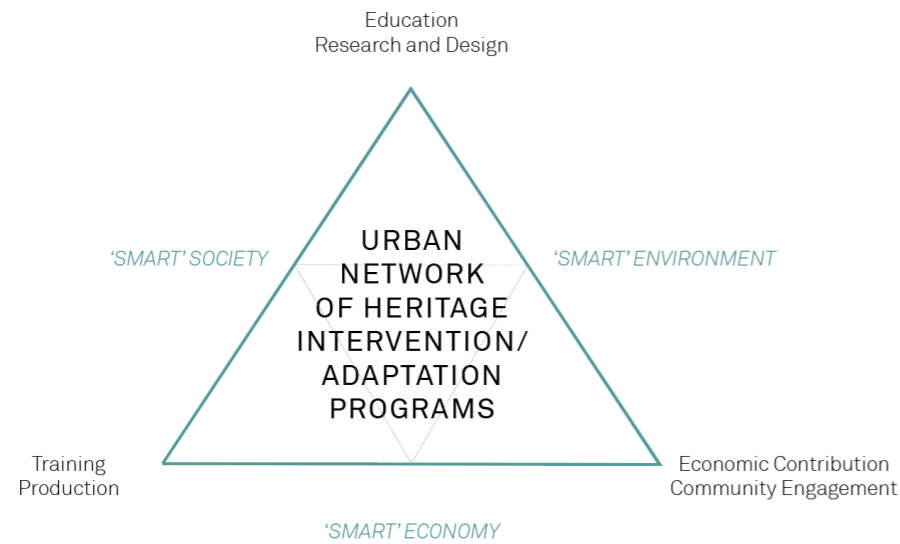 Education
Research and Design
‘SMART’ SOCIETY
‘SMART’ ENVIRONMENT
URBAN
NETWORK
OF HERITAGE
INTERVENTION/
ADAPTATION
PROGRAMS
Training
Production
Economic Contribution
Community Engagement
‘SMART’ ECONOMY